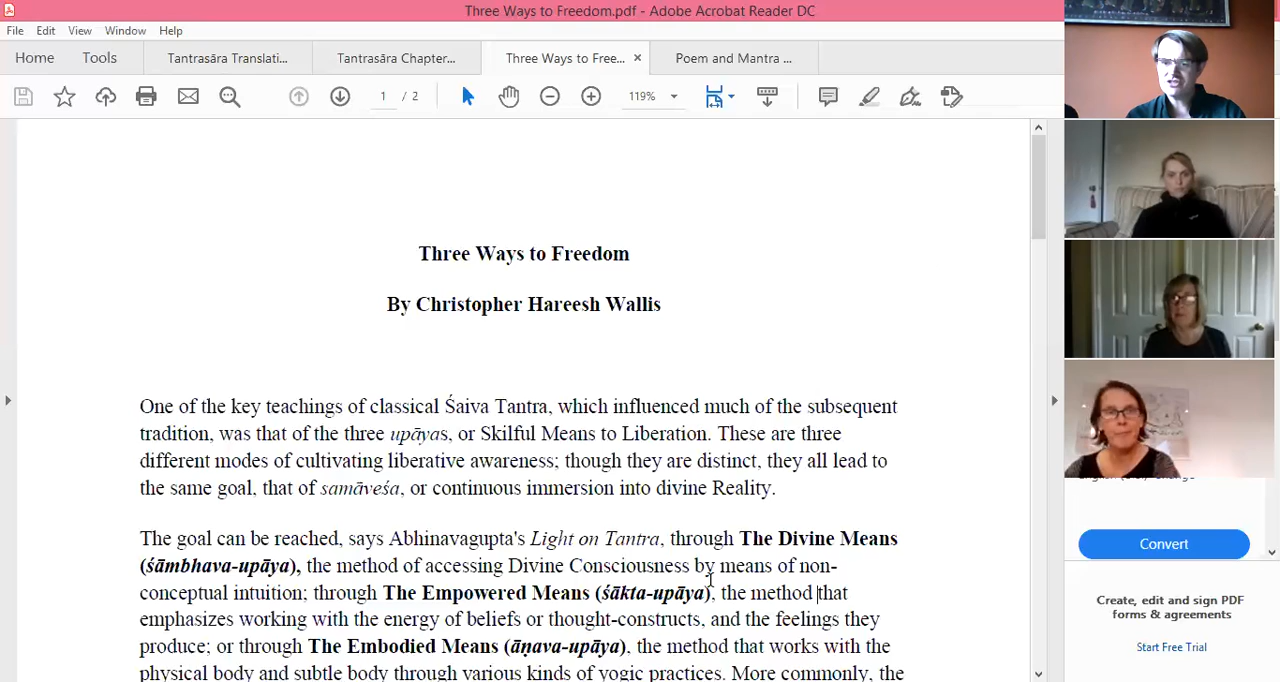 Three Ways to Freedom.pdf - Adobe Acrobat Reader DC
File Edit View Window Help
Home Tools Tantrasāra Translati... Tantrasāra Chapter... Three Ways to Free... × Poem and Mantra ...
1 / 2 119%
Three Ways to Freedom
By Christopher Hareesh Wallis
One of the key teachings of classical Śaiva Tantra, which influenced much of the subsequent
tradition, was that of the three upāyas, or Skilful Means to Liberation. These are three
different modes of cultivating liberative awareness; though they are distinct, they all lead to
the same goal, that of samāveśa, or continuous immersion into divine Reality.
The goal can be reached, says Abhinavagupta's Light on Tantra, through The Divine Means
(śāmbhava-upāya), the method of accessing Divine Consciousness by means of non-
conceptual intuition; through The Empowered Means (śākta-upāya), the method that
emphasizes working with the energy of beliefs or thought-constructs, and the feelings they
produce; or through The Embodied Means (āṇava-upāya), the method that works with the
physical body and subtle body through various kinds of yogic practices. More commonly, the
Convert
Create, edit and sign PDF
forms & agreements
Start Free Trial